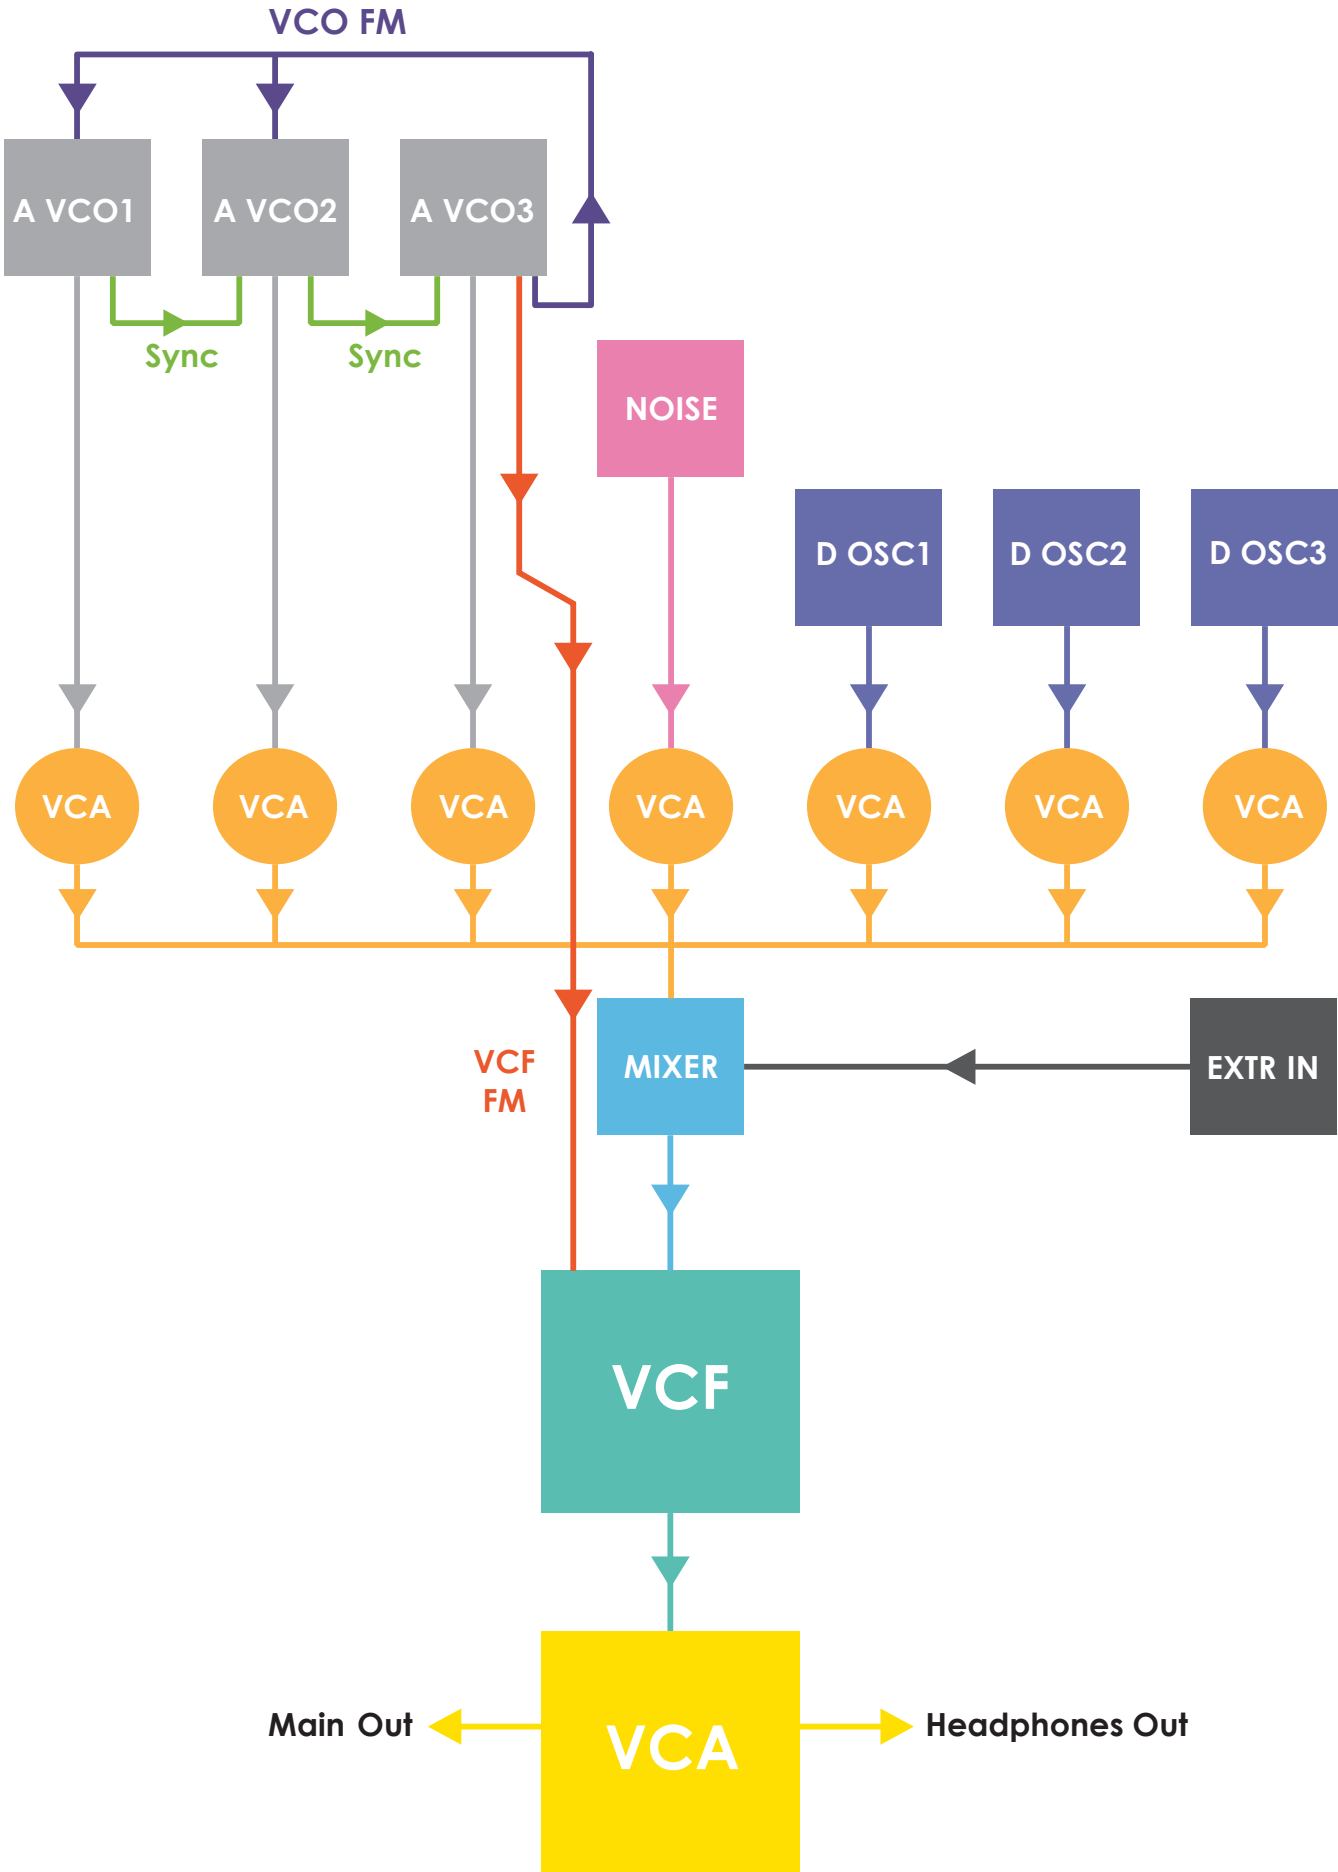 VCO FM
A VCO1
A VCO2
A VCO3
Sync
Sync
NOISE
D OSC1
D OSC2
D OSC3
VCA
VCA
VCA
VCA
VCA
VCA
VCA
VCF
FM
MIXER
EXTR IN
VCF
Main Out
VCA
Headphones Out